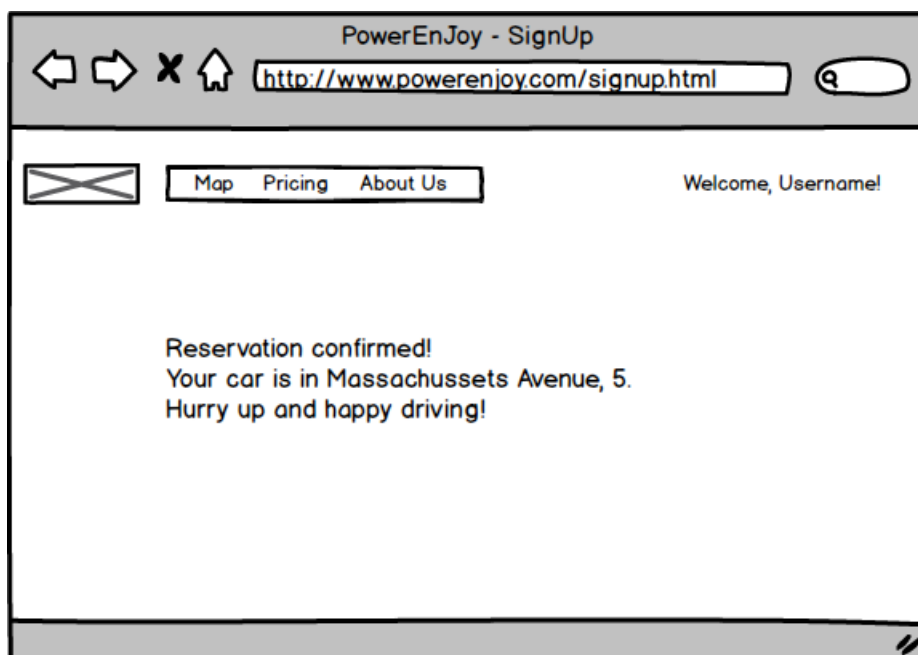 PowerEnJoy - SignUp
http://www.powerenjoy.com/signup.html
Map Pricing About Us
Welcome, Username!
Reservation confirmed!
Your car is in Massachussets Avenue, 5.
Hurry up and happy driving!